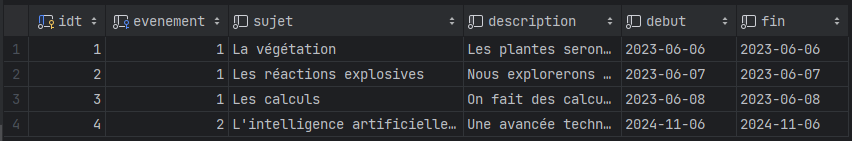 idt evenement sujet description debut fin
1 1 1 La végétation Les plantes seron… 2023-06-06 2023-06-06
2 2 1 Les réactions explosives Nous explorerons … 2023-06-07 2023-06-07
3 3 1 Les calculs On fait des calcu… 2023-06-08 2023-06-08
4 4 2 L'intelligence artificielle… Une avancée techn… 2024-11-06 2024-11-06